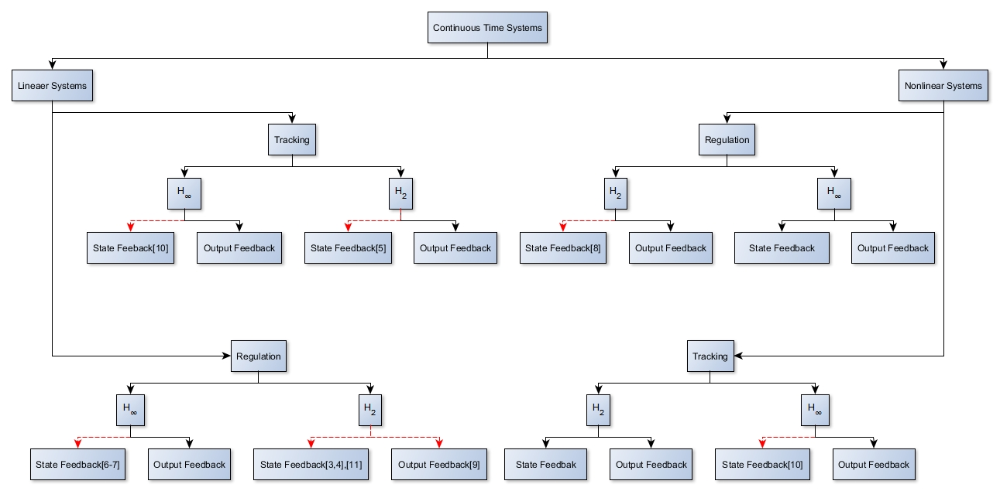 Continuous Time Systems
Lineaer Systems
Nonlinear Systems
Tracking
Regulation
H∞
H2
H2
H∞
State Feeback[10]
Output Feedback
State Feedback[5]
Output Feedback
State Feedback[8]
Output Feedback
State Feedback
Output Feedback
Regulation
Tracking
H∞
H2
H2
H∞
State Feedback[6-7]
Output Feedback
State Feedback[3,4],[11]
Output Feedback[9]
State Feedbak
Output Feedback
State Feedback[10]
Output Feedback